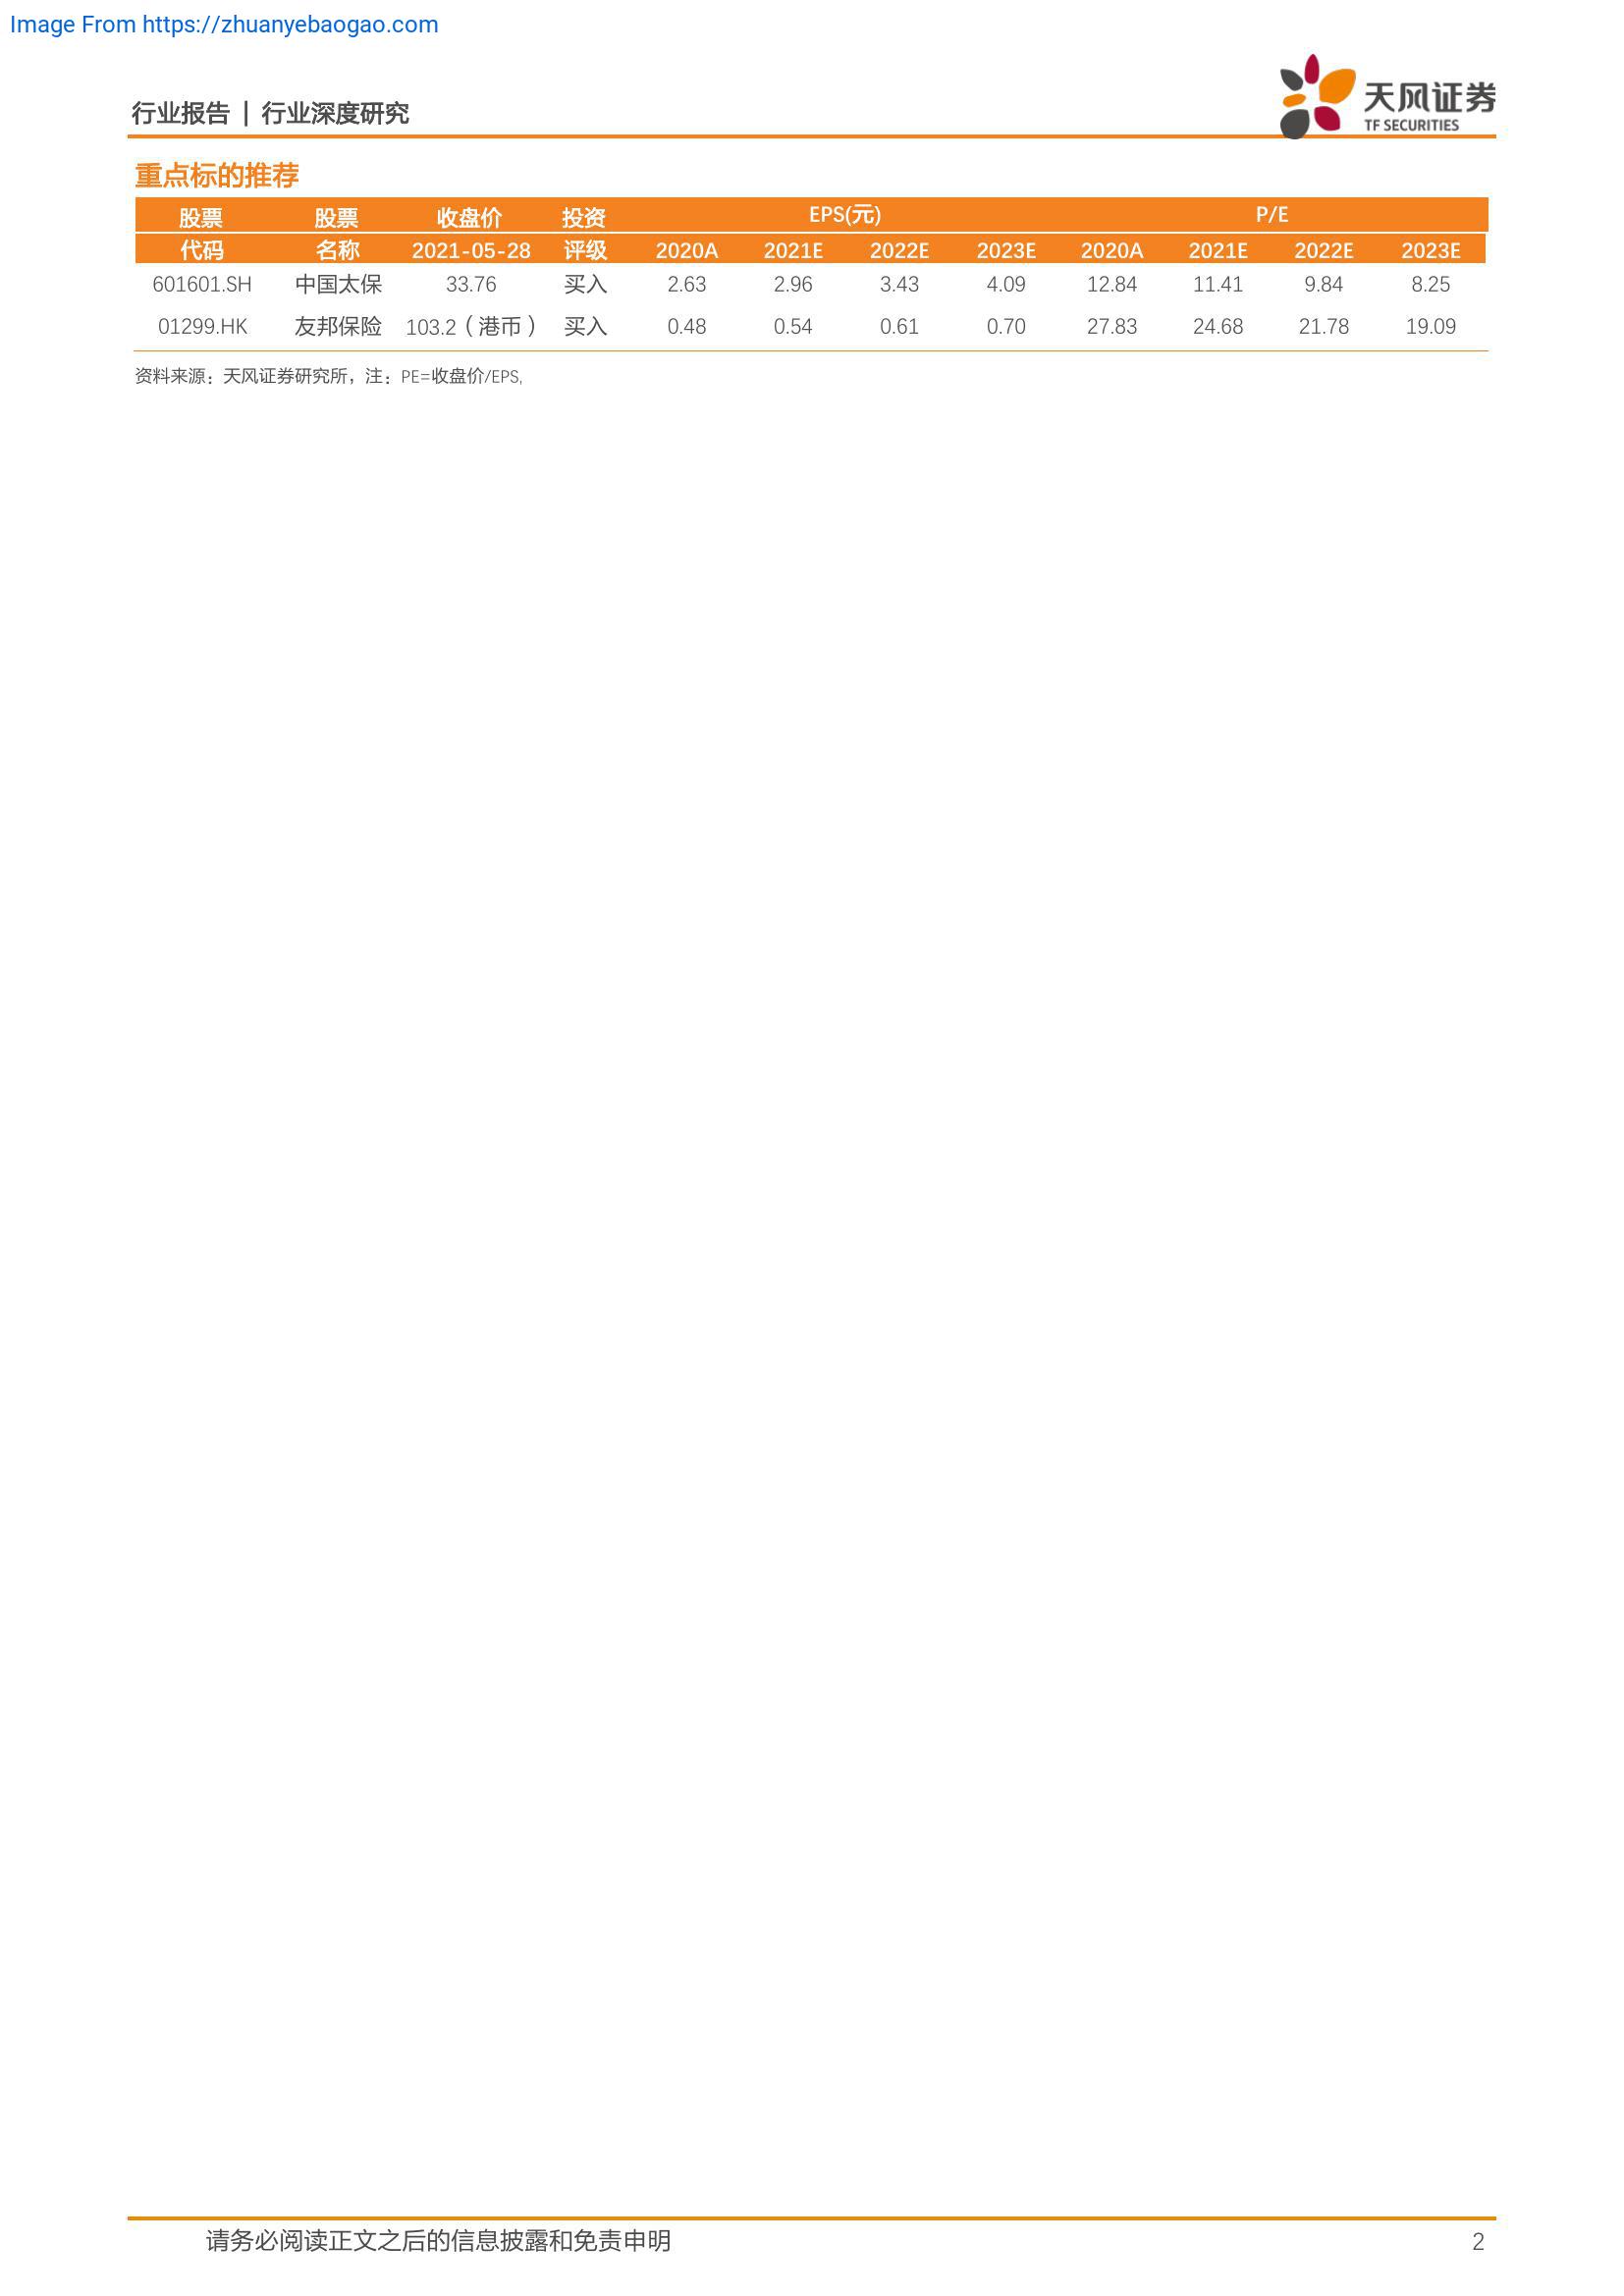 Image From https://zhuanyebaogao.com
行业报告 | 行业深度研究
天风证券
TF SECURITIES
重点标的推荐
股票 股票 收盘价 投资 EPS(元) P/E
代码 名称 2021-05-28 评级 2020A 2021E 2022E 2023E 2020A 2021E 2022E 2023E
601601.SH 中国太保 33.76 买入 2.63 2.96 3.43 4.09 12.84 11.41 9.84 8.25
01299.HK 友邦保险 103.2（港币） 买入 0.48 0.54 0.61 0.70 27.83 24.68 21.78 19.09
资料来源：天风证券研究所，注：PE=收盘价/EPS,
请务必阅读正文之后的信息披露和免责申明 2